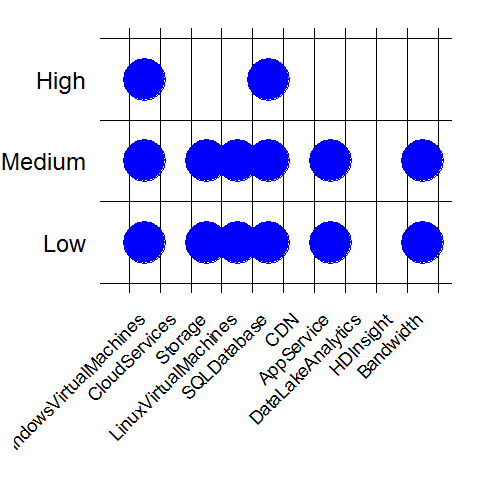 High
Medium
Low
ndowsVirtualMachines
CloudServices
Storage
LinuxVirtualMachines
SQLDatabase
CDN
AppService
DataLakeAnalytics
HDInsight
Bandwidth